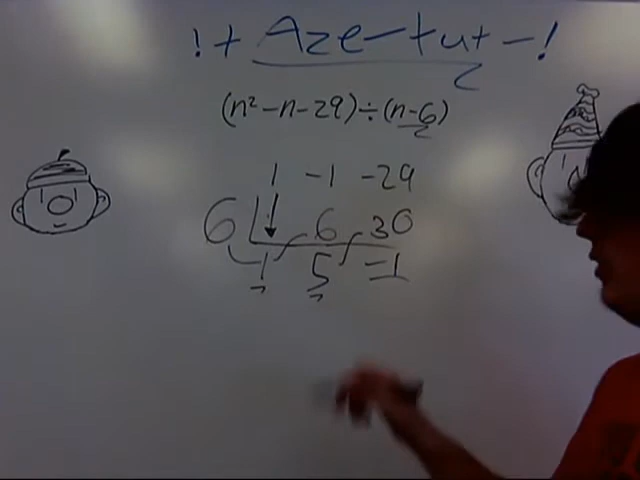 !+ Aze-tut-!
(n²-n-29)÷(n-6)
1 -1 -29
6 6 30
1 5 -1